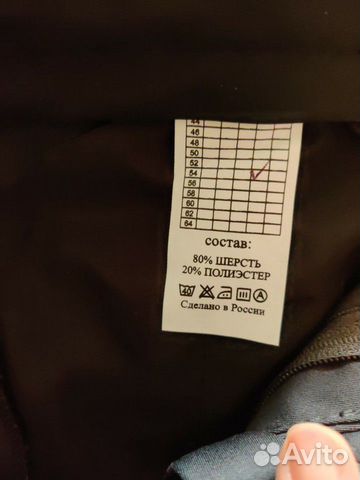 44
46
48
50
52
54
56
58
60
62
64
состав:
80% ШЕРСТЬ
20% ПОЛИЭСТЕР
40 A
Сделано в России
Avito